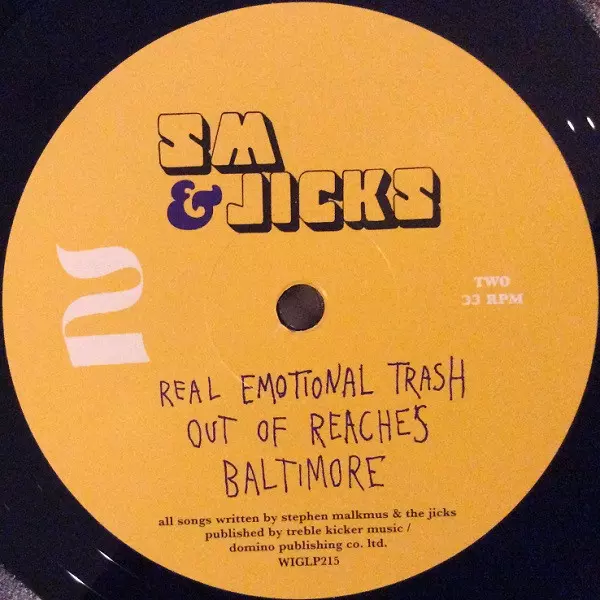 SM
& JICKS
2
TWO
33 RPM
REAL EMOTIONAL TRASH
OUT OF REACHES
BALTIMORE
all songs written by stephen malkmus & the jicks
published by treble kicker music /
domino publishing co. ltd.
WIGLP215